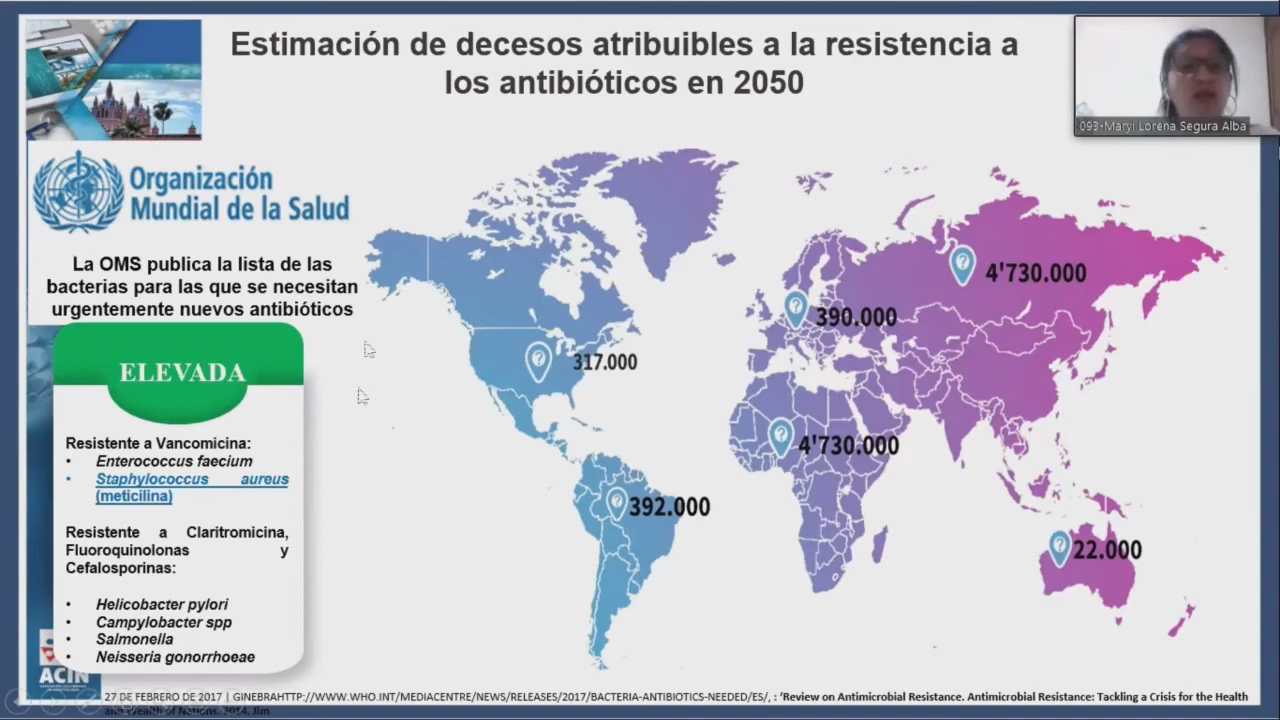 Estimación de decesos atribuibles a la resistencia a
los antibióticos en 2050
093-Maryi Lorena Segura Alba
Organización
Mundial de la Salud
La OMS publica la lista de las
bacterias para las que se necesitan
urgentemente nuevos antibióticos
ELEVADA
Resistente a Vancomicina:
• Enterococcus faecium
• Staphylococcus aureus
(meticilina)
Resistente a Claritromicina,
Fluoroquinolonas y
Cefalosporinas:
• Helicobacter pylori
• Campylobacter spp
• Salmonella
• Neisseria gonorrhoeae
4'730.000
390.000
317.000
4'730.000
392.000
22.000
ACIN
27 DE FEBRERO DE 2017 | GINEBRAHTTP://WWW.WHO.INT/MEDIACENTRE/NEWS/RELEASES/2017/BACTERIA-ANTIBIOTICS-NEEDED/ES/, : 'Review on Antimicrobial Resistance. Antimicrobial Resistance: Tackling a Crisis for the Health
and Wealth of Nations. 2014. Jim